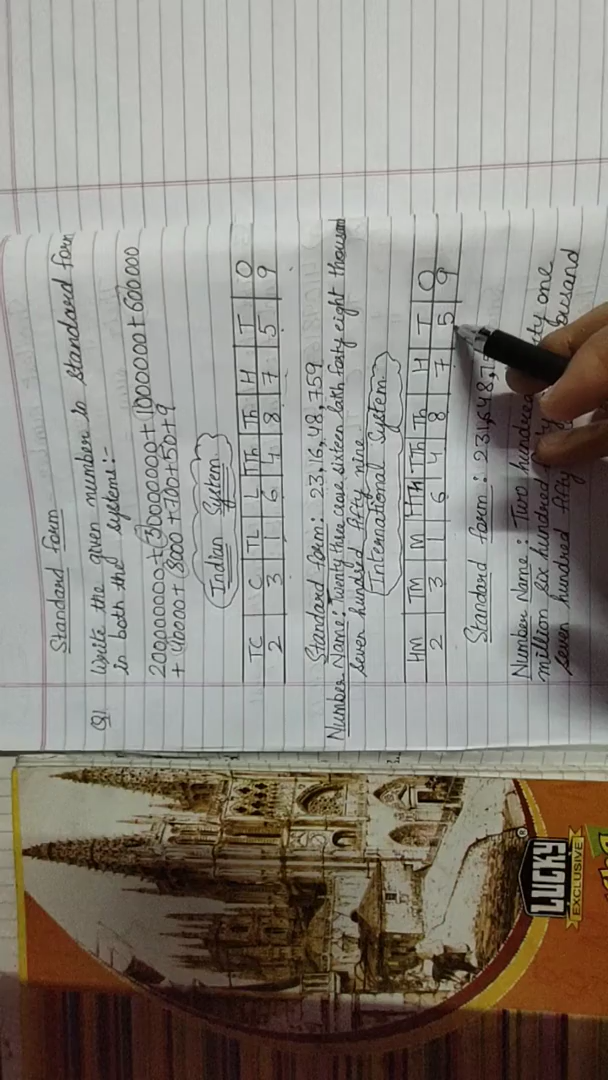 Standard form
Q1 Write the given number in standard form
in both the systems:-
200000000+30000000+1000000+600000
+ 40000+8000+700+50+9
Indian System
TC C TL L TTh Th H T O
2 3 1 6 4 8 7 5 9
Standard form: 23,16,48,759
Number Name: Twenty three crore sixteen lakh forty eight thousand
seven hundred fifty nine
International System
HM TM M HTh TTh Th H T O
2 3 1 6 4 8 7 5 9
Standard form: 231,648,75
Number Name: Two hundred one
million six hundred
seven hundred fifty
LUCKY
EXCLUSIVE